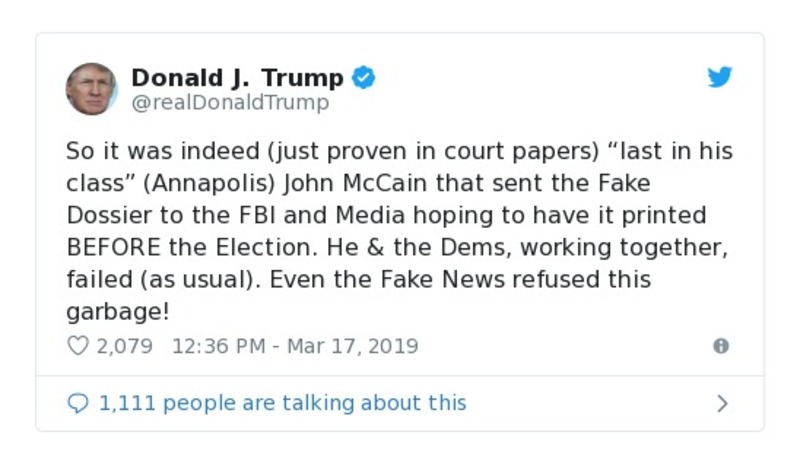 Donald J. Trump
@realDonaldTrump
So it was indeed (just proven in court papers) “last in his
class” (Annapolis) John McCain that sent the Fake
Dossier to the FBI and Media hoping to have it printed
BEFORE the Election. He & the Dems, working together,
failed (as usual). Even the Fake News refused this
garbage!
2,079 12:36 PM - Mar 17, 2019
1,111 people are talking about this